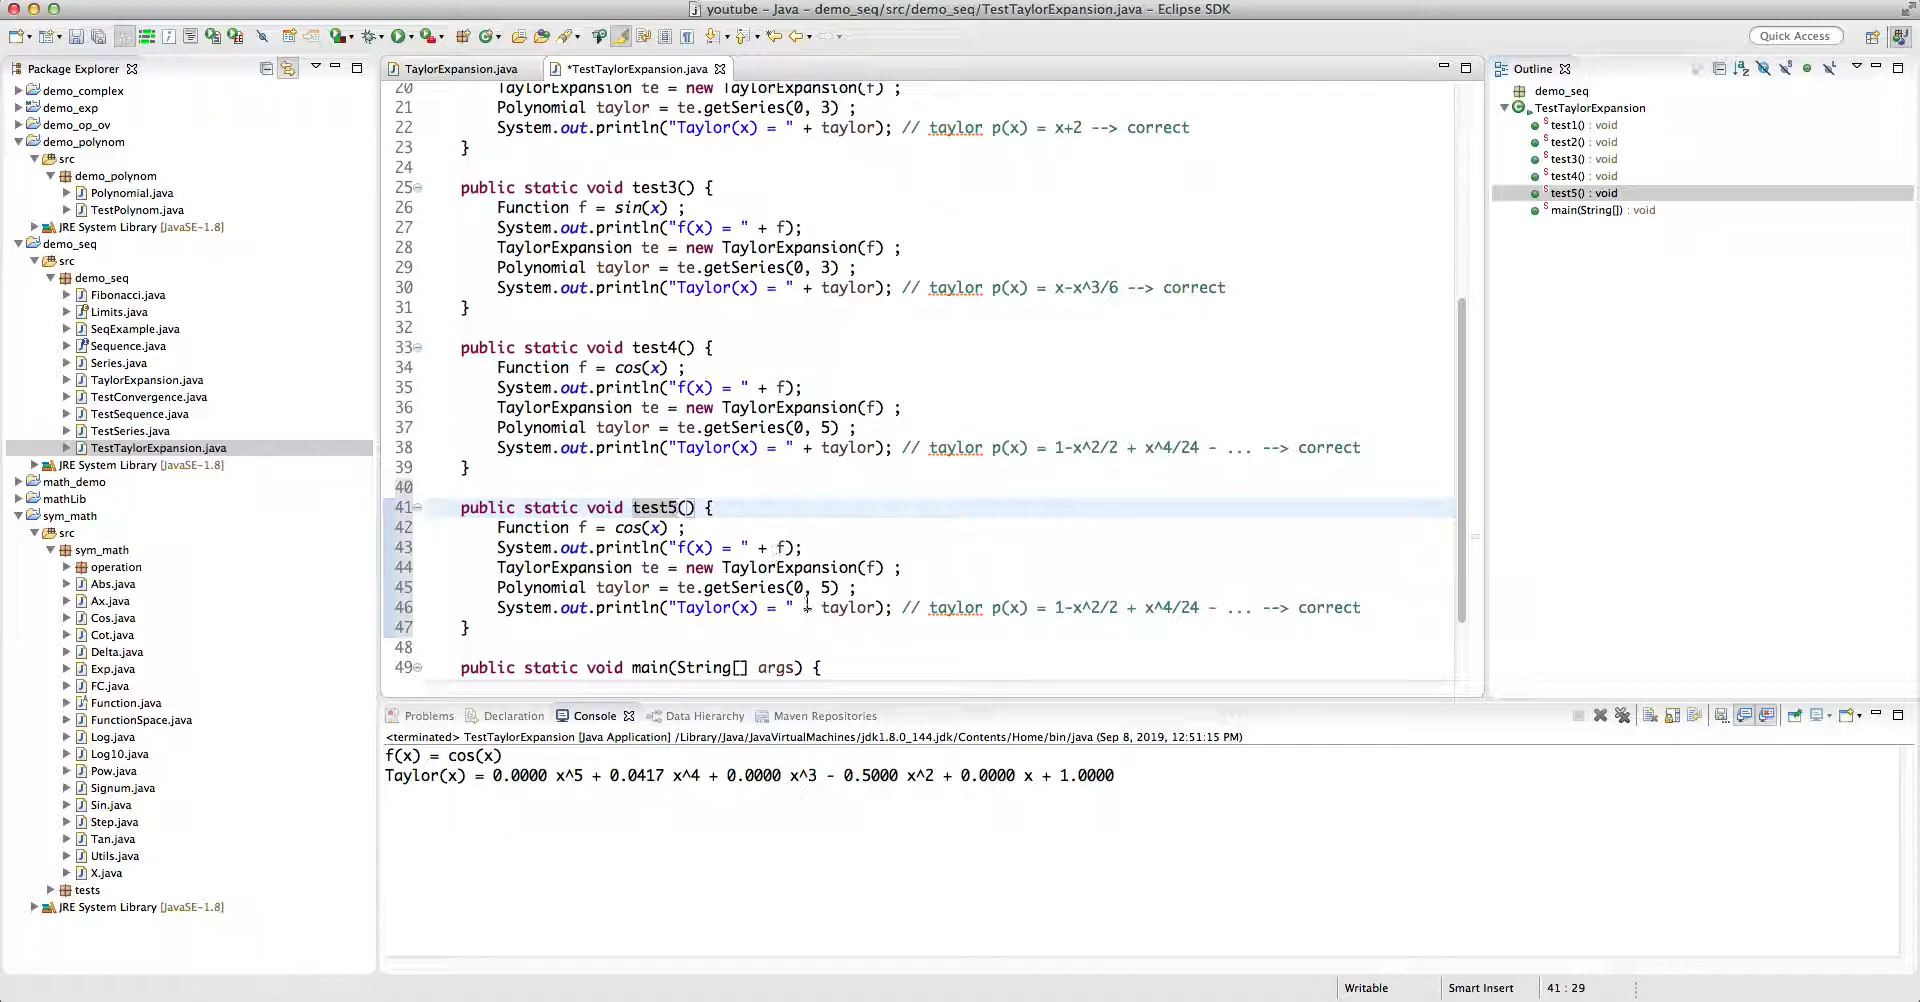 youtube – Java – demo_seq/src/demo_seq/TestTaylorExpansion.java – Eclipse SDK
Quick Access
Package Explorer
demo_complex
demo_exp
demo_op_ov
demo_polynom
src
demo_polynom
Polynomial.java
TestPolynom.java
JRE System Library [JavaSE-1.8]
demo_seq
src
demo_seq
Fibonacci.java
Limits.java
SeqExample.java
Sequence.java
Series.java
TaylorExpansion.java
TestConvergence.java
TestSequence.java
TestSeries.java
TestTaylorExpansion.java
JRE System Library [JavaSE-1.8]
math_demo
mathLib
sym_math
src
sym_math
operation
Abs.java
Ax.java
Cos.java
Cot.java
Delta.java
Exp.java
FC.java
Function.java
FunctionSpace.java
Log.java
Log10.java
Pow.java
Signum.java
Sin.java
Step.java
Tan.java
Utils.java
X.java
tests
JRE System Library [JavaSE-1.8]
TaylorExpansion.java
*TestTaylorExpansion.java
20 TaylorExpansion te = new TaylorExpansion(f) ;
21 Polynomial taylor = te.getSeries(0, 3) ;
22 System.out.println("Taylor(x) = " + taylor); // taylor p(x) = x+2 --> correct
23 }
24
25 public static void test3() {
26 Function f = sin(x) ;
27 System.out.println("f(x) = " + f);
28 TaylorExpansion te = new TaylorExpansion(f) ;
29 Polynomial taylor = te.getSeries(0, 3) ;
30 System.out.println("Taylor(x) = " + taylor); // taylor p(x) = x-x^3/6 --> correct
31 }
32
33 public static void test4() {
34 Function f = cos(x) ;
35 System.out.println("f(x) = " + f);
36 TaylorExpansion te = new TaylorExpansion(f) ;
37 Polynomial taylor = te.getSeries(0, 5) ;
38 System.out.println("Taylor(x) = " + taylor); // taylor p(x) = 1-x^2/2 + x^4/24 - ... --> correct
39 }
40
41 public static void test5() {
42 Function f = cos(x) ;
43 System.out.println("f(x) = " + f);
44 TaylorExpansion te = new TaylorExpansion(f) ;
45 Polynomial taylor = te.getSeries(0, 5) ;
46 System.out.println("Taylor(x) = " + taylor); // taylor p(x) = 1-x^2/2 + x^4/24 - ... --> correct
47 }
48
49 public static void main(String[] args) {
Outline
demo_seq
TestTaylorExpansion
test1() : void
test2() : void
test3() : void
test4() : void
test5() : void
main(String[]) : void
Problems Declaration Console Data Hierarchy Maven Repositories
<terminated> TestTaylorExpansion [Java Application] /Library/Java/JavaVirtualMachines/jdk1.8.0_144.jdk/Contents/Home/bin/java (Sep 8, 2019, 12:51:15 PM)
f(x) = cos(x)
Taylor(x) = 0.0000 x^5 + 0.0417 x^4 + 0.0000 x^3 - 0.5000 x^2 + 0.0000 x + 1.0000
Writable Smart Insert 41 : 29